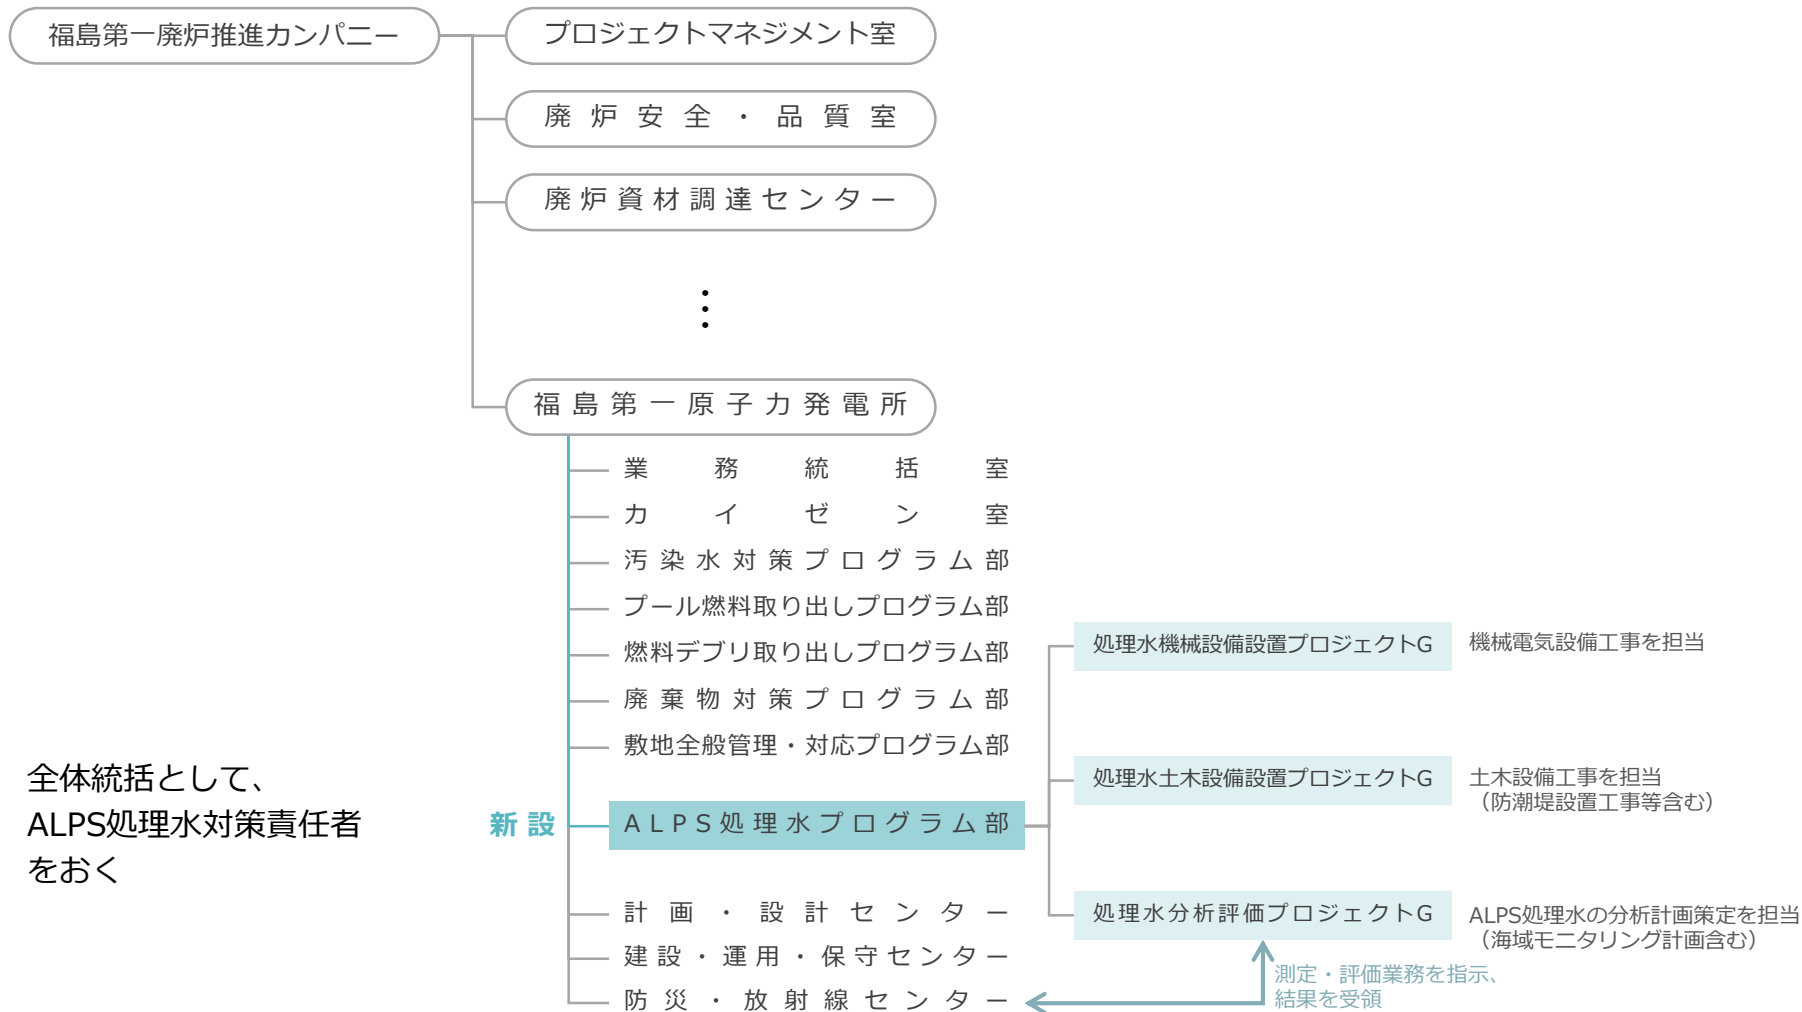 福島第一廃炉推進カンパニー
プロジェクトマネジメント室
廃炉安全・品質室
廃炉資材調達センター
⋮
福島第一原子力発電所
業務統括室
カイゼン室
汚染水対策プログラム部
プール燃料取り出しプログラム部
燃料デブリ取り出しプログラム部
廃棄物対策プログラム部
敷地全般管理・対応プログラム部
全体統括として、
ALPS処理水対策責任者
をおく
新設
ALPS処理水プログラム部
計画・設計センター
建設・運用・保守センター
防災・放射線センター
処理水機械設備設置プロジェクトG
機械電気設備工事を担当
処理水土木設備設置プロジェクトG
土木設備工事を担当
（防潮堤設置工事等含む）
処理水分析評価プロジェクトG
ALPS処理水の分析計画策定を担当
（海域モニタリング計画含む）
測定・評価業務を指示、
結果を受領